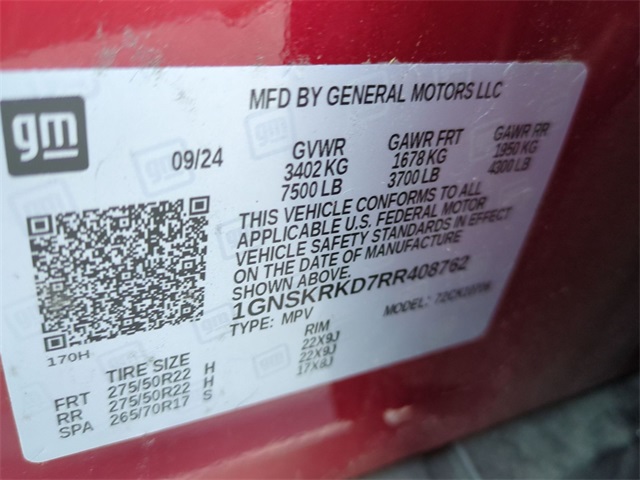 MFD BY GENERAL MOTORS LLC
gm
09/24 GVWR GAWR FRT GAWR RR
3402 KG 1678 KG 1950 KG
7500 LB 3700 LB 4300 LB
THIS VEHICLE CONFORMS TO ALL
APPLICABLE U.S. FEDERAL MOTOR
VEHICLE SAFETY STANDARDS IN EFFECT
ON THE DATE OF MANUFACTURE
SHOWN ABOVE.
1GNSKRKD7RR408762
TYPE: MPV MODEL:
170H
TIRE SIZE RIM
FRT 275/50R22 H 22X9J
RR 275/50R22 H 22X9J
SPA 265/70R17 S 17X8J